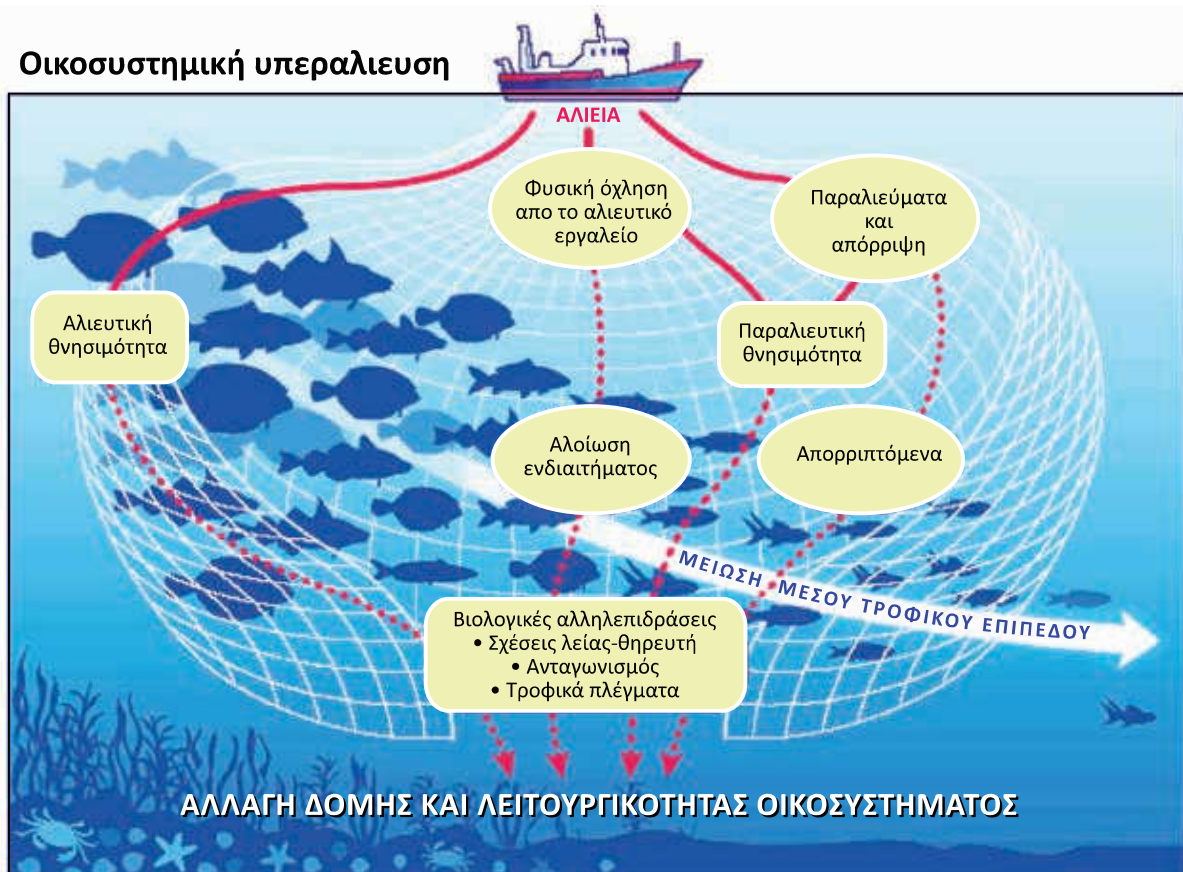 Οικοσυστημική υπεραλιευση
ΑΛΙΕΙΑ
Φυσική όχληση
απο το αλιευτικό
εργαλείο
Παραλιεύματα
και
απόρριψη
Αλιευτική
θνησιμότητα
Παραλιευτική
θνησιμότητα
Αλοίωση
ενδιαιτήματος
Απορριπτόμενα
ΜΕΙΩΣΗ ΜΕΣΟΥ ΤΡΟΦΙΚΟΥ ΕΠΙΠΕΔΟΥ
Βιολογικές αλληλεπιδράσεις
• Σχέσεις λείας-θηρευτή
• Ανταγωνισμός
• Τροφικά πλέγματα
ΑΛΛΑΓΗ ΔΟΜΗΣ ΚΑΙ ΛΕΙΤΟΥΡΓΙΚΟΤΗΤΑΣ ΟΙΚΟΣΥΣΤΗΜΑΤΟΣ